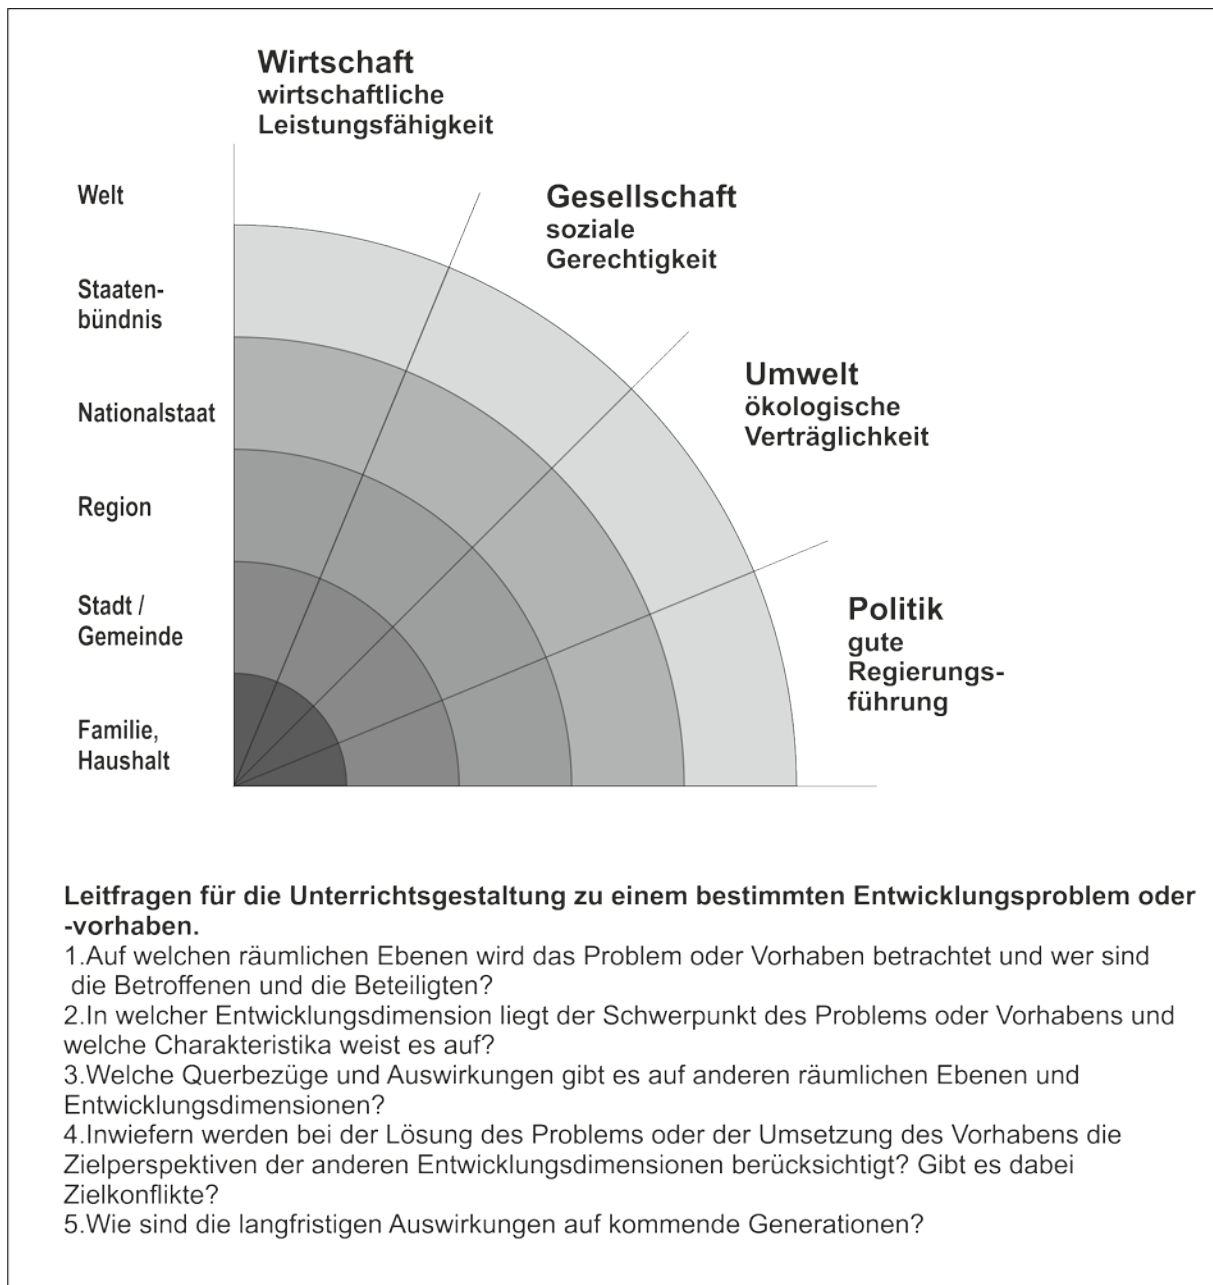 Wirtschaft
wirtschaftliche
Leistungsfähigkeit
Welt
Gesellschaft
soziale
Gerechtigkeit
Staaten-
bündnis
Umwelt
ökologische
Verträglichkeit
Nationalstaat
Region
Stadt /
Gemeinde
Politik
gute
Regierungs-
führung
Familie,
Haushalt
Leitfragen für die Unterrichtsgestaltung zu einem bestimmten Entwicklungsproblem oder
-vorhaben.
1.Auf welchen räumlichen Ebenen wird das Problem oder Vorhaben betrachtet und wer sind
die Betroffenen und die Beteiligten?
2.In welcher Entwicklungsdimension liegt der Schwerpunkt des Problems oder Vorhabens und
welche Charakteristika weist es auf?
3.Welche Querbezüge und Auswirkungen gibt es auf anderen räumlichen Ebenen und
Entwicklungsdimensionen?
4.Inwiefern werden bei der Lösung des Problems oder der Umsetzung des Vorhabens die
Zielperspektiven der anderen Entwicklungsdimensionen berücksichtigt? Gibt es dabei
Zielkonflikte?
5.Wie sind die langfristigen Auswirkungen auf kommende Generationen?